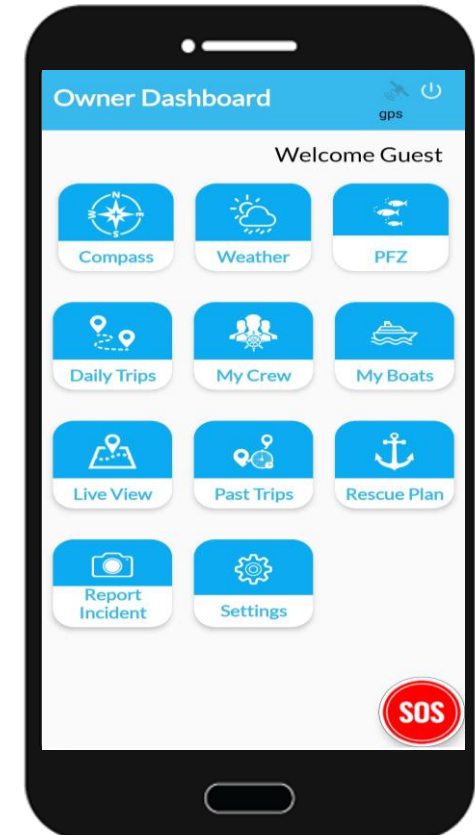 Owner Dashboard
gps
Welcome Guest
N
W E
S
Compass
Weather
PFZ
Daily Trips
My Crew
My Boats
Live View
Past Trips
Rescue Plan
Report
Incident
Settings
SOS